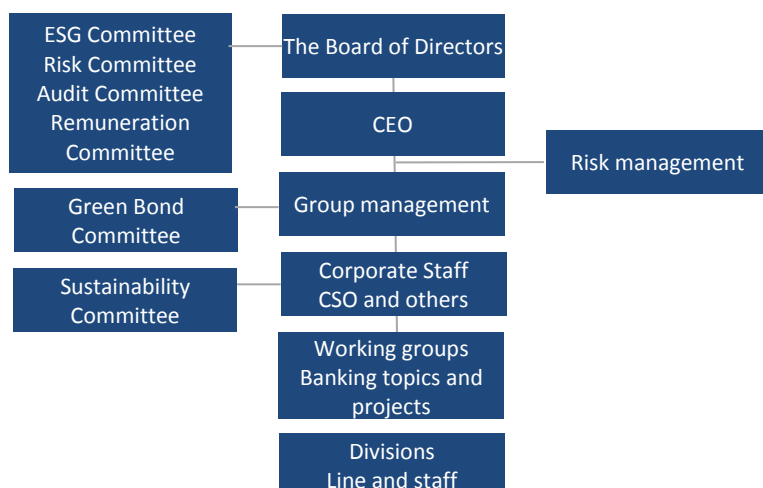 ESG Committee
Risk Committee
Audit Committee
Remuneration
Committee
The Board of Directors
CEO
Risk management
Green Bond
Committee
Group management
Sustainability
Committee
Corporate Staff
CSO and others
Working groups
Banking topics and
projects
Divisions
Line and staff